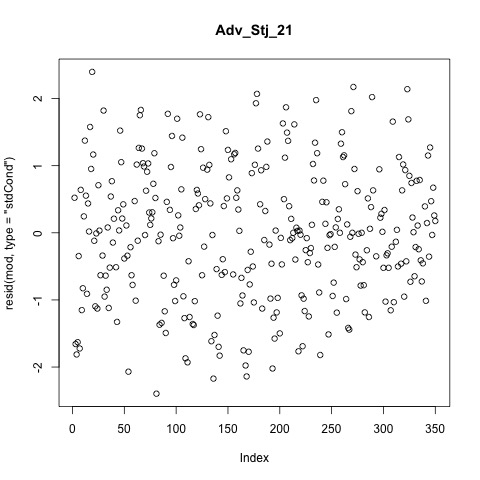 Adv_Stj_21
resid(mod, type = "stdCond")
2
1
0
-1
-2
0 50 100 150 200 250 300 350
Index